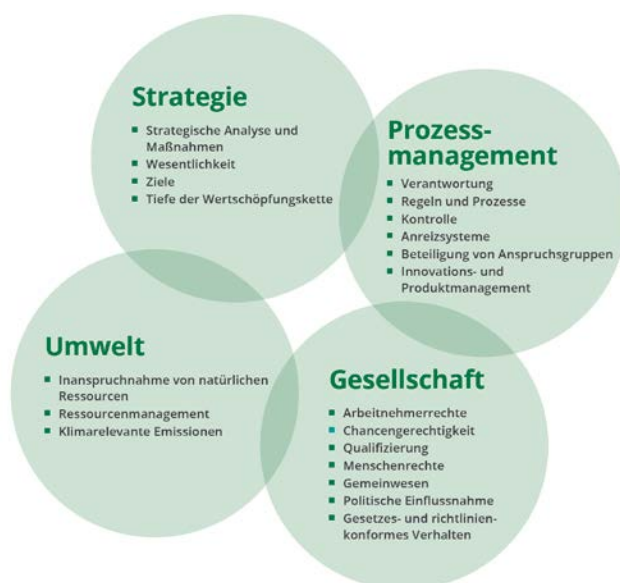 Strategie
Strategische Analyse und
Maßnahmen
Wesentlichkeit
Ziele
Tiefe der Wertschöpfungskette
Prozess-
management
Verantwortung
Regeln und Prozesse
Kontrolle
Anreizsysteme
Beteiligung von Anspruchsgruppen
Innovations- und
Produktmanagement
Umwelt
Inanspruchnahme von natürlichen
Ressourcen
Ressourcenmanagement
Klimarelevante Emissionen
Gesellschaft
Arbeitnehmerrechte
Chancengerechtigkeit
Qualifizierung
Menschenrechte
Gemeinwesen
Politische Einflussnahme
Gesetzes- und richtlinien-
konformes Verhalten